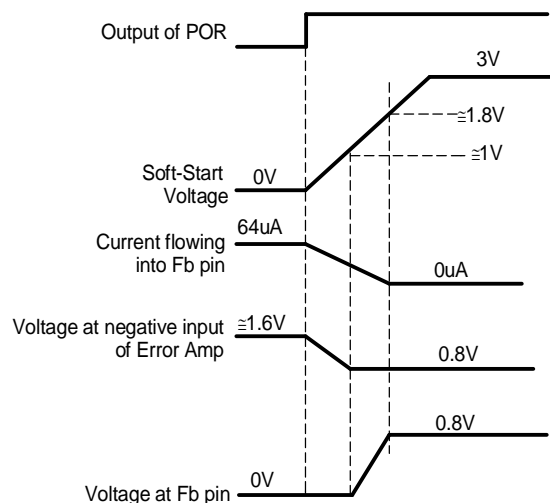 Output of POR
3V
≅1.8V
≅1V
Soft-Start
Voltage
0V
64uA
Current flowing
into Fb pin
0uA
Voltage at negative input
of Error Amp
≅1.6V
0.8V
0.8V
Voltage at Fb pin
0V